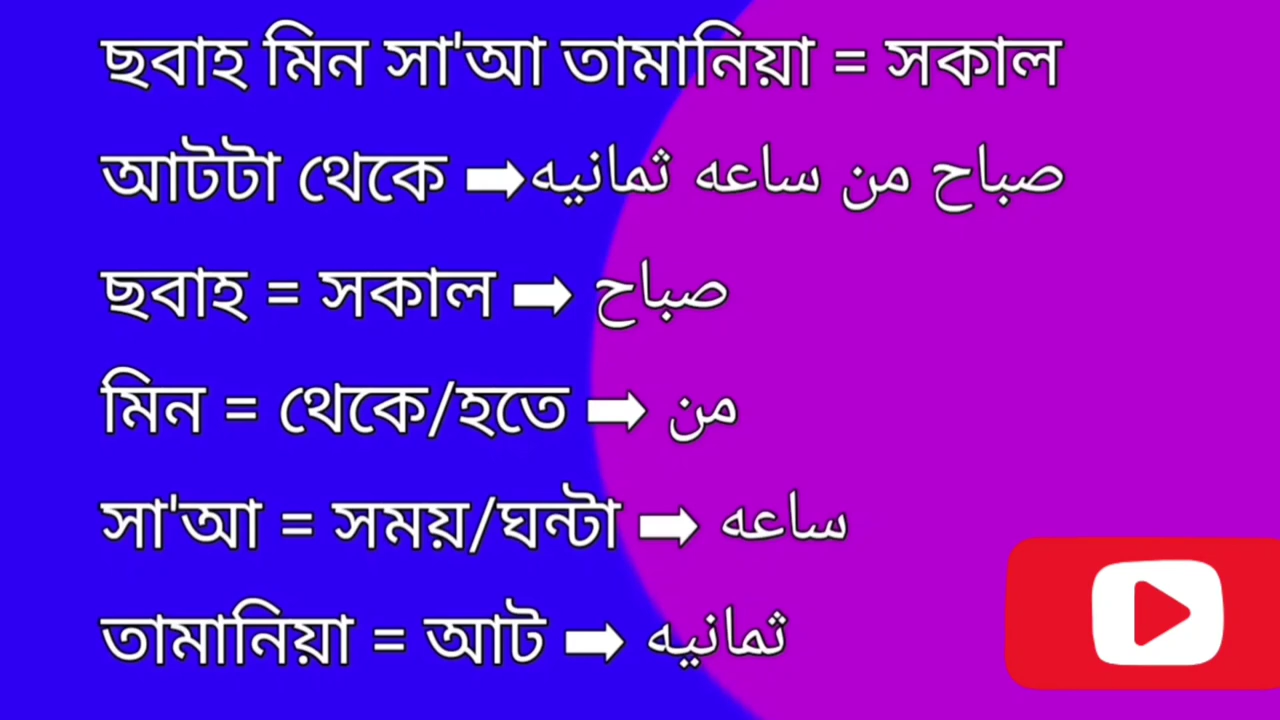 ছবাহ মিন সা'আ তামানিয়া = সকাল
আটটা থেকে ➡صباح من ساعه ثمانيه
ছবাহ = সকাল ➡ صباح
মিন = থেকে/হতে ➡ من
সা'আ = সময়/ঘন্টা ➡ ساعه
তামানিয়া = আট ➡ ثمانيه